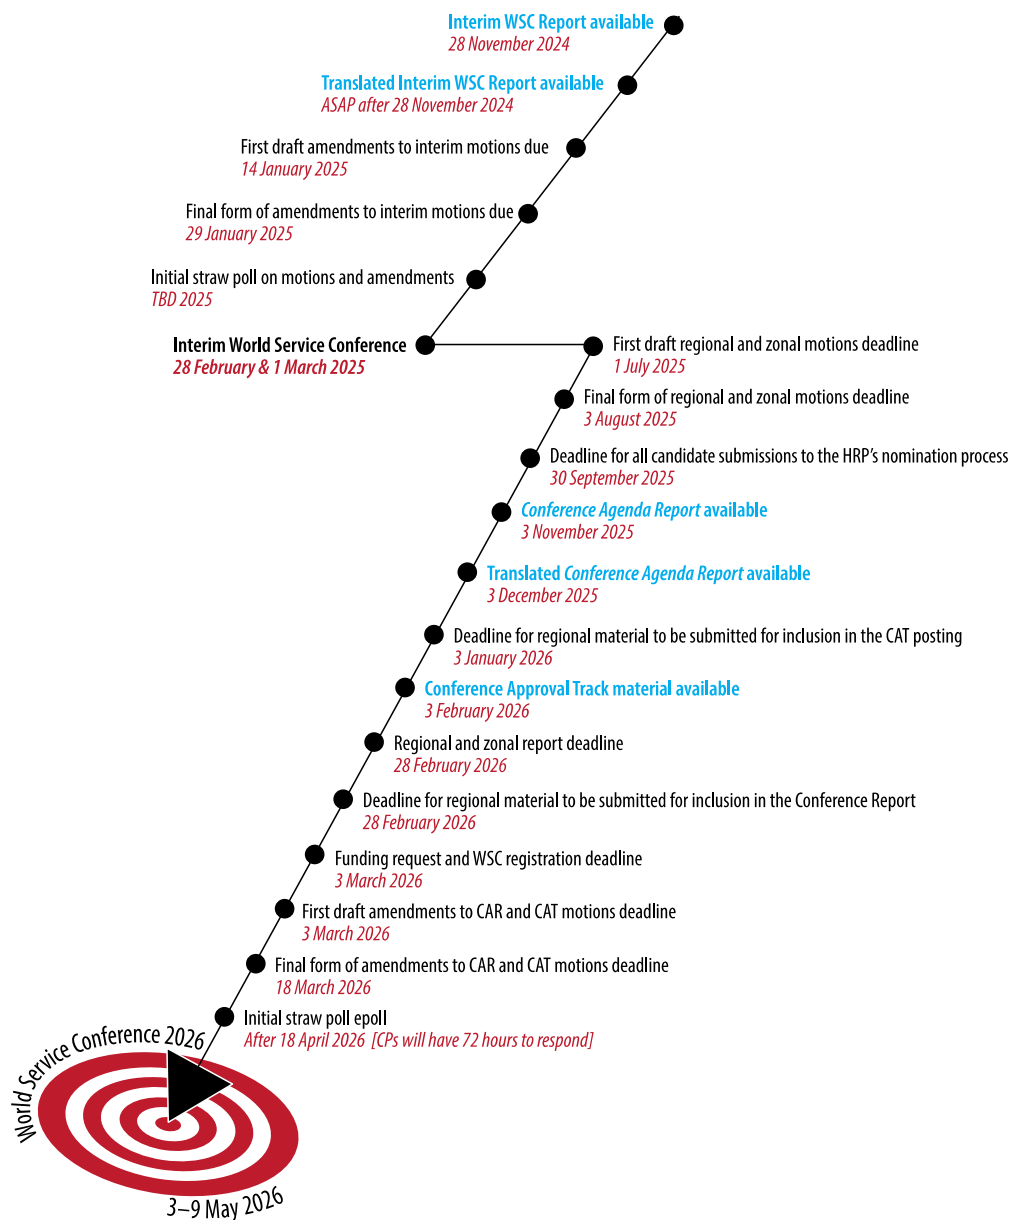 Interim WSC Report available
28 November 2024
Translated Interim WSC Report available
ASAP after 28 November 2024
First draft amendments to interim motions due
14 January 2025
Final form of amendments to interim motions due
29 January 2025
Initial straw poll on motions and amendments
TBD 2025
Interim World Service Conference
28 February & 1 March 2025
First draft regional and zonal motions deadline
1 July 2025
Final form of regional and zonal motions deadline
3 August 2025
Deadline for all candidate submissions to the HRP's nomination process
30 September 2025
Conference Agenda Report available
3 November 2025
Translated Conference Agenda Report available
3 December 2025
Deadline for regional material to be submitted for inclusion in the CAT posting
3 January 2026
Conference Approval Track material available
3 February 2026
Regional and zonal report deadline
28 February 2026
Deadline for regional material to be submitted for inclusion in the Conference Report
28 February 2026
Funding request and WSC registration deadline
3 March 2026
First draft amendments to CAR and CAT motions deadline
3 March 2026
Final form of amendments to CAR and CAT motions deadline
18 March 2026
Initial straw poll epoll
After 18 April 2026 [CPs will have 72 hours to respond]
World Service Conference 2026
3–9 May 2026